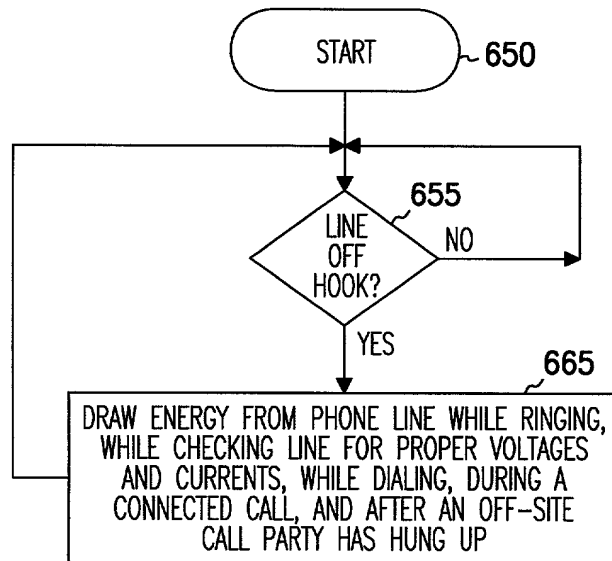 START
650
655
LINE
OFF
HOOK?
NO
YES
665
DRAW ENERGY FROM PHONE LINE WHILE RINGING,
WHILE CHECKING LINE FOR PROPER VOLTAGES
AND CURRENTS, WHILE DIALING, DURING A
CONNECTED CALL, AND AFTER AN OFF-SITE
CALL PARTY HAS HUNG UP